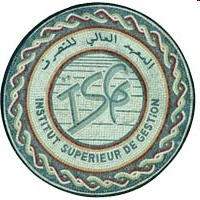 المعهد العالي للتصرف
ISG
INSTITUT SUPERIEUR DE GESTION